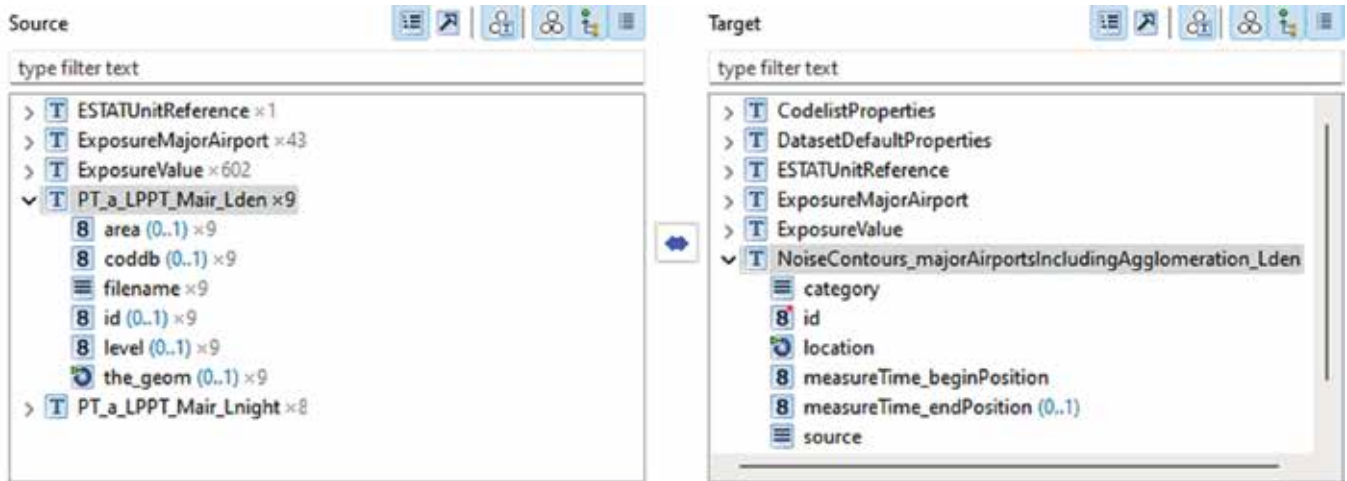 Source
type filter text
ESTATUnitReference ×1
ExposureMajorAirport ×43
ExposureValue ×602
PT_a_LPPT_Mair_Lden ×9
area (0..1) ×9
coddb (0..1) ×9
filename ×9
id (0..1) ×9
level (0..1) ×9
the_geom (0..1) ×9
PT_a_LPPT_Mair_Lnight ×8
Target
type filter text
CodelistProperties
DatasetDefaultProperties
ESTATUnitReference
ExposureMajorAirport
ExposureValue
NoiseContours_majorAirportsIncludingAgglomeration_Lden
category
id
location
measureTime_beginPosition
measureTime_endPosition (0..1)
source